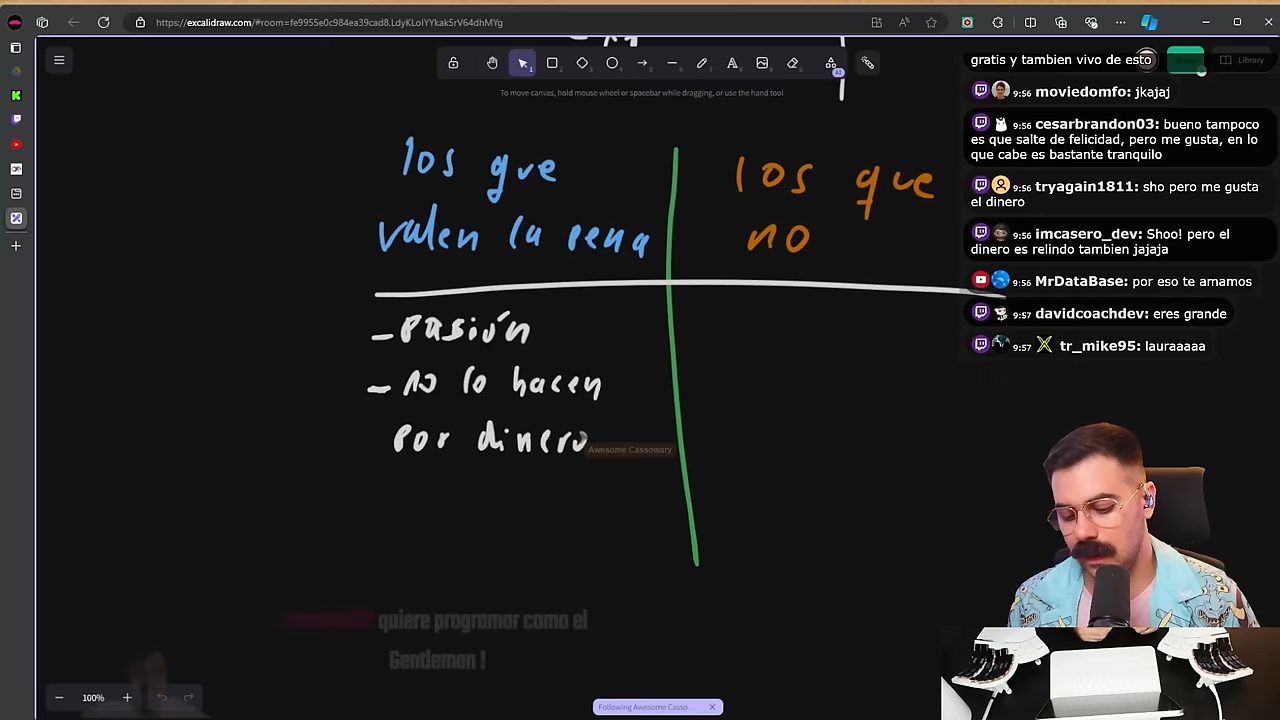 https://excalidraw.com/#room=fe9955e0c984ea39cad8,LdyKLoIYYkak5rV64dhMYg
Library
To move canvas, hold mouse wheel or spacebar while dragging, or use the hand tool
los que
valen la pena
los que
no
- Pasión
- no lo hacen
por dinero
Awesome Cassowary
gratis y tambien vivo de esto
9:56 moviedomfo: jkajaj
9:56 cesarbrandon03: bueno tampoco
es que salte de felicidad, pero me gusta, en lo
que cabe es bastante tranquilo
9:56 tryagain1811: sho pero me gusta
el dinero
9:56 imcasero_dev: Shoo! pero el
dinero es relindo tambien jajaja
9:56 MrDataBase: por eso te amamos
9:57 davidcoachdev: eres grande
9:57 tr_mike95: lauraaaaa
quiere programar como el
Gentleman !
100%
Following Awesome Casso...